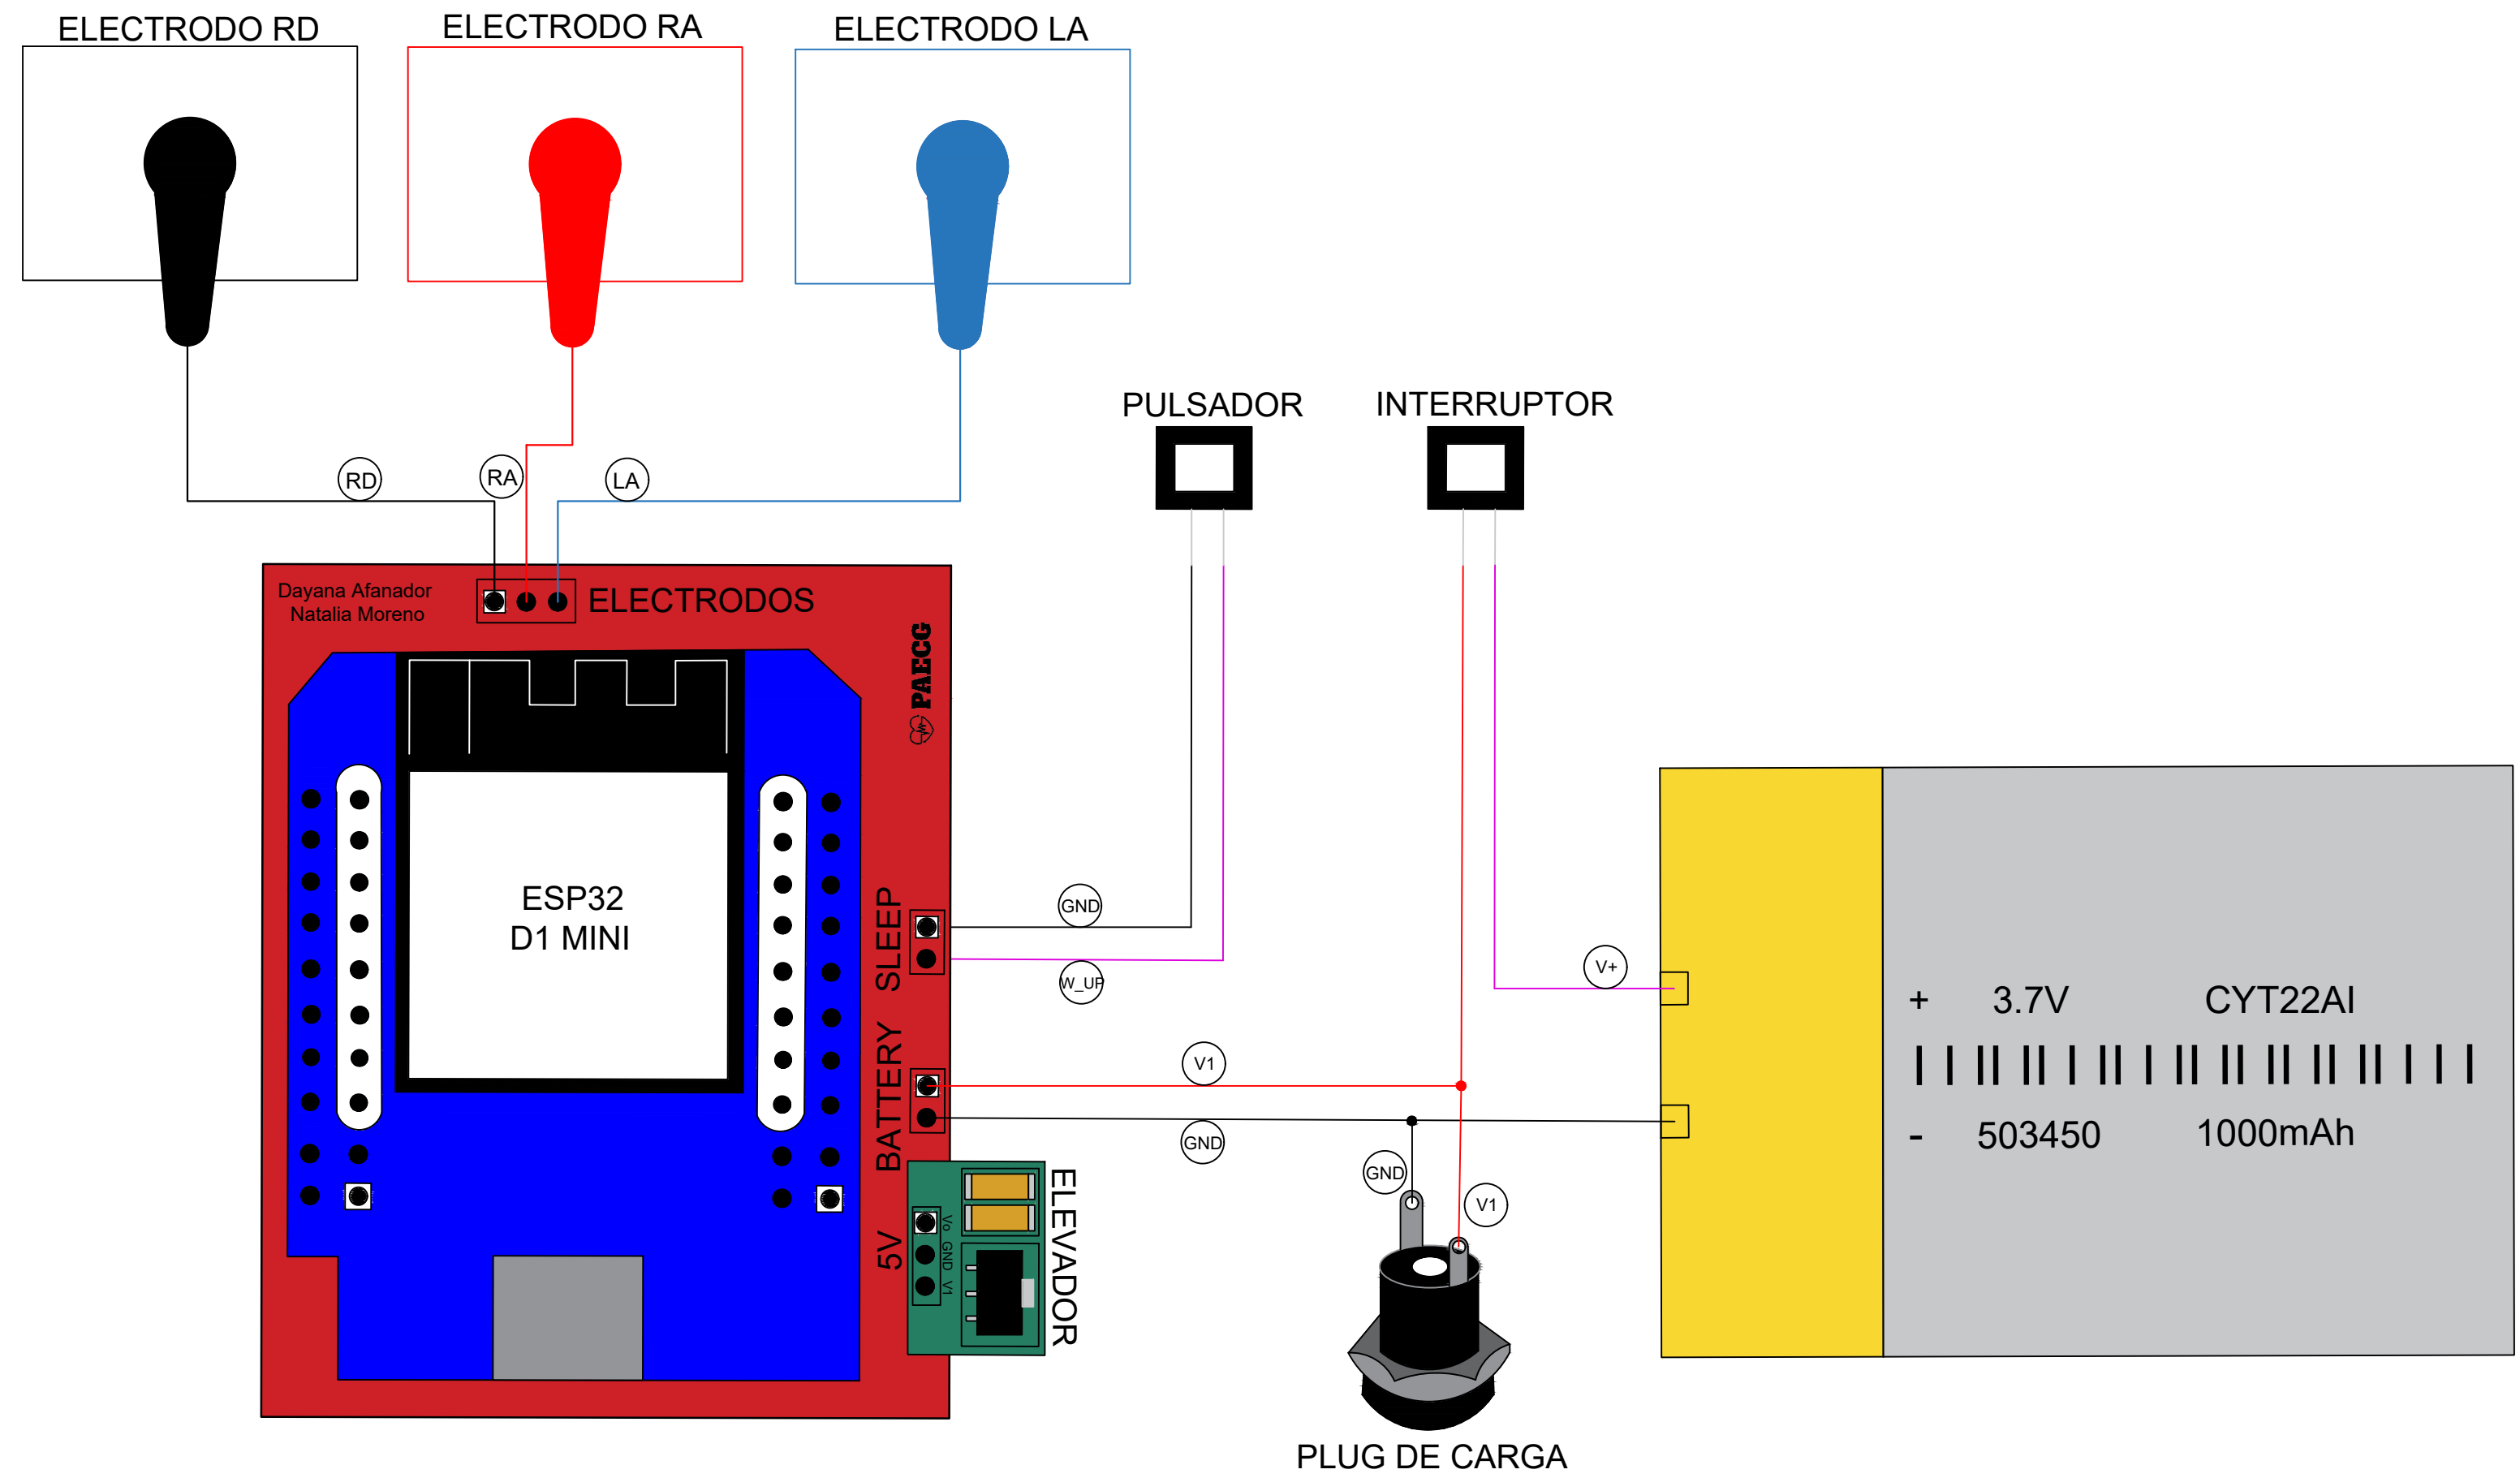 ELECTRODO RD
ELECTRODO RA
ELECTRODO LA
PULSADOR
INTERRUPTOR
RD
RA
LA
Dayana Afanador
Natalia Moreno
ELECTRODOS
PAECG
ESP32
D1 MINI
SLEEP
GND
W_UP
V+
BATTERY
V1
GND
GND
V1
5V
Vo
GND
V1
ELEVADOR
+ 3.7V CYT22AI
- 503450 1000mAh
PLUG DE CARGA